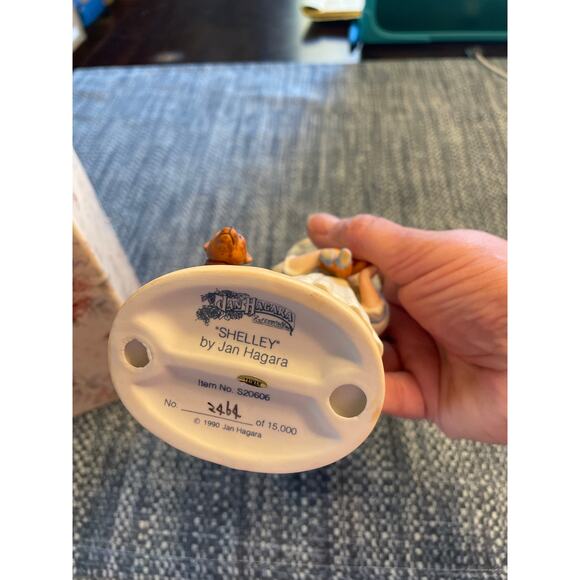 JAN HAGARA
"SHELLEY"
by Jan Hagara
Item No. S20606
No. 2464 of 15,000
© 1990 Jan Hagara